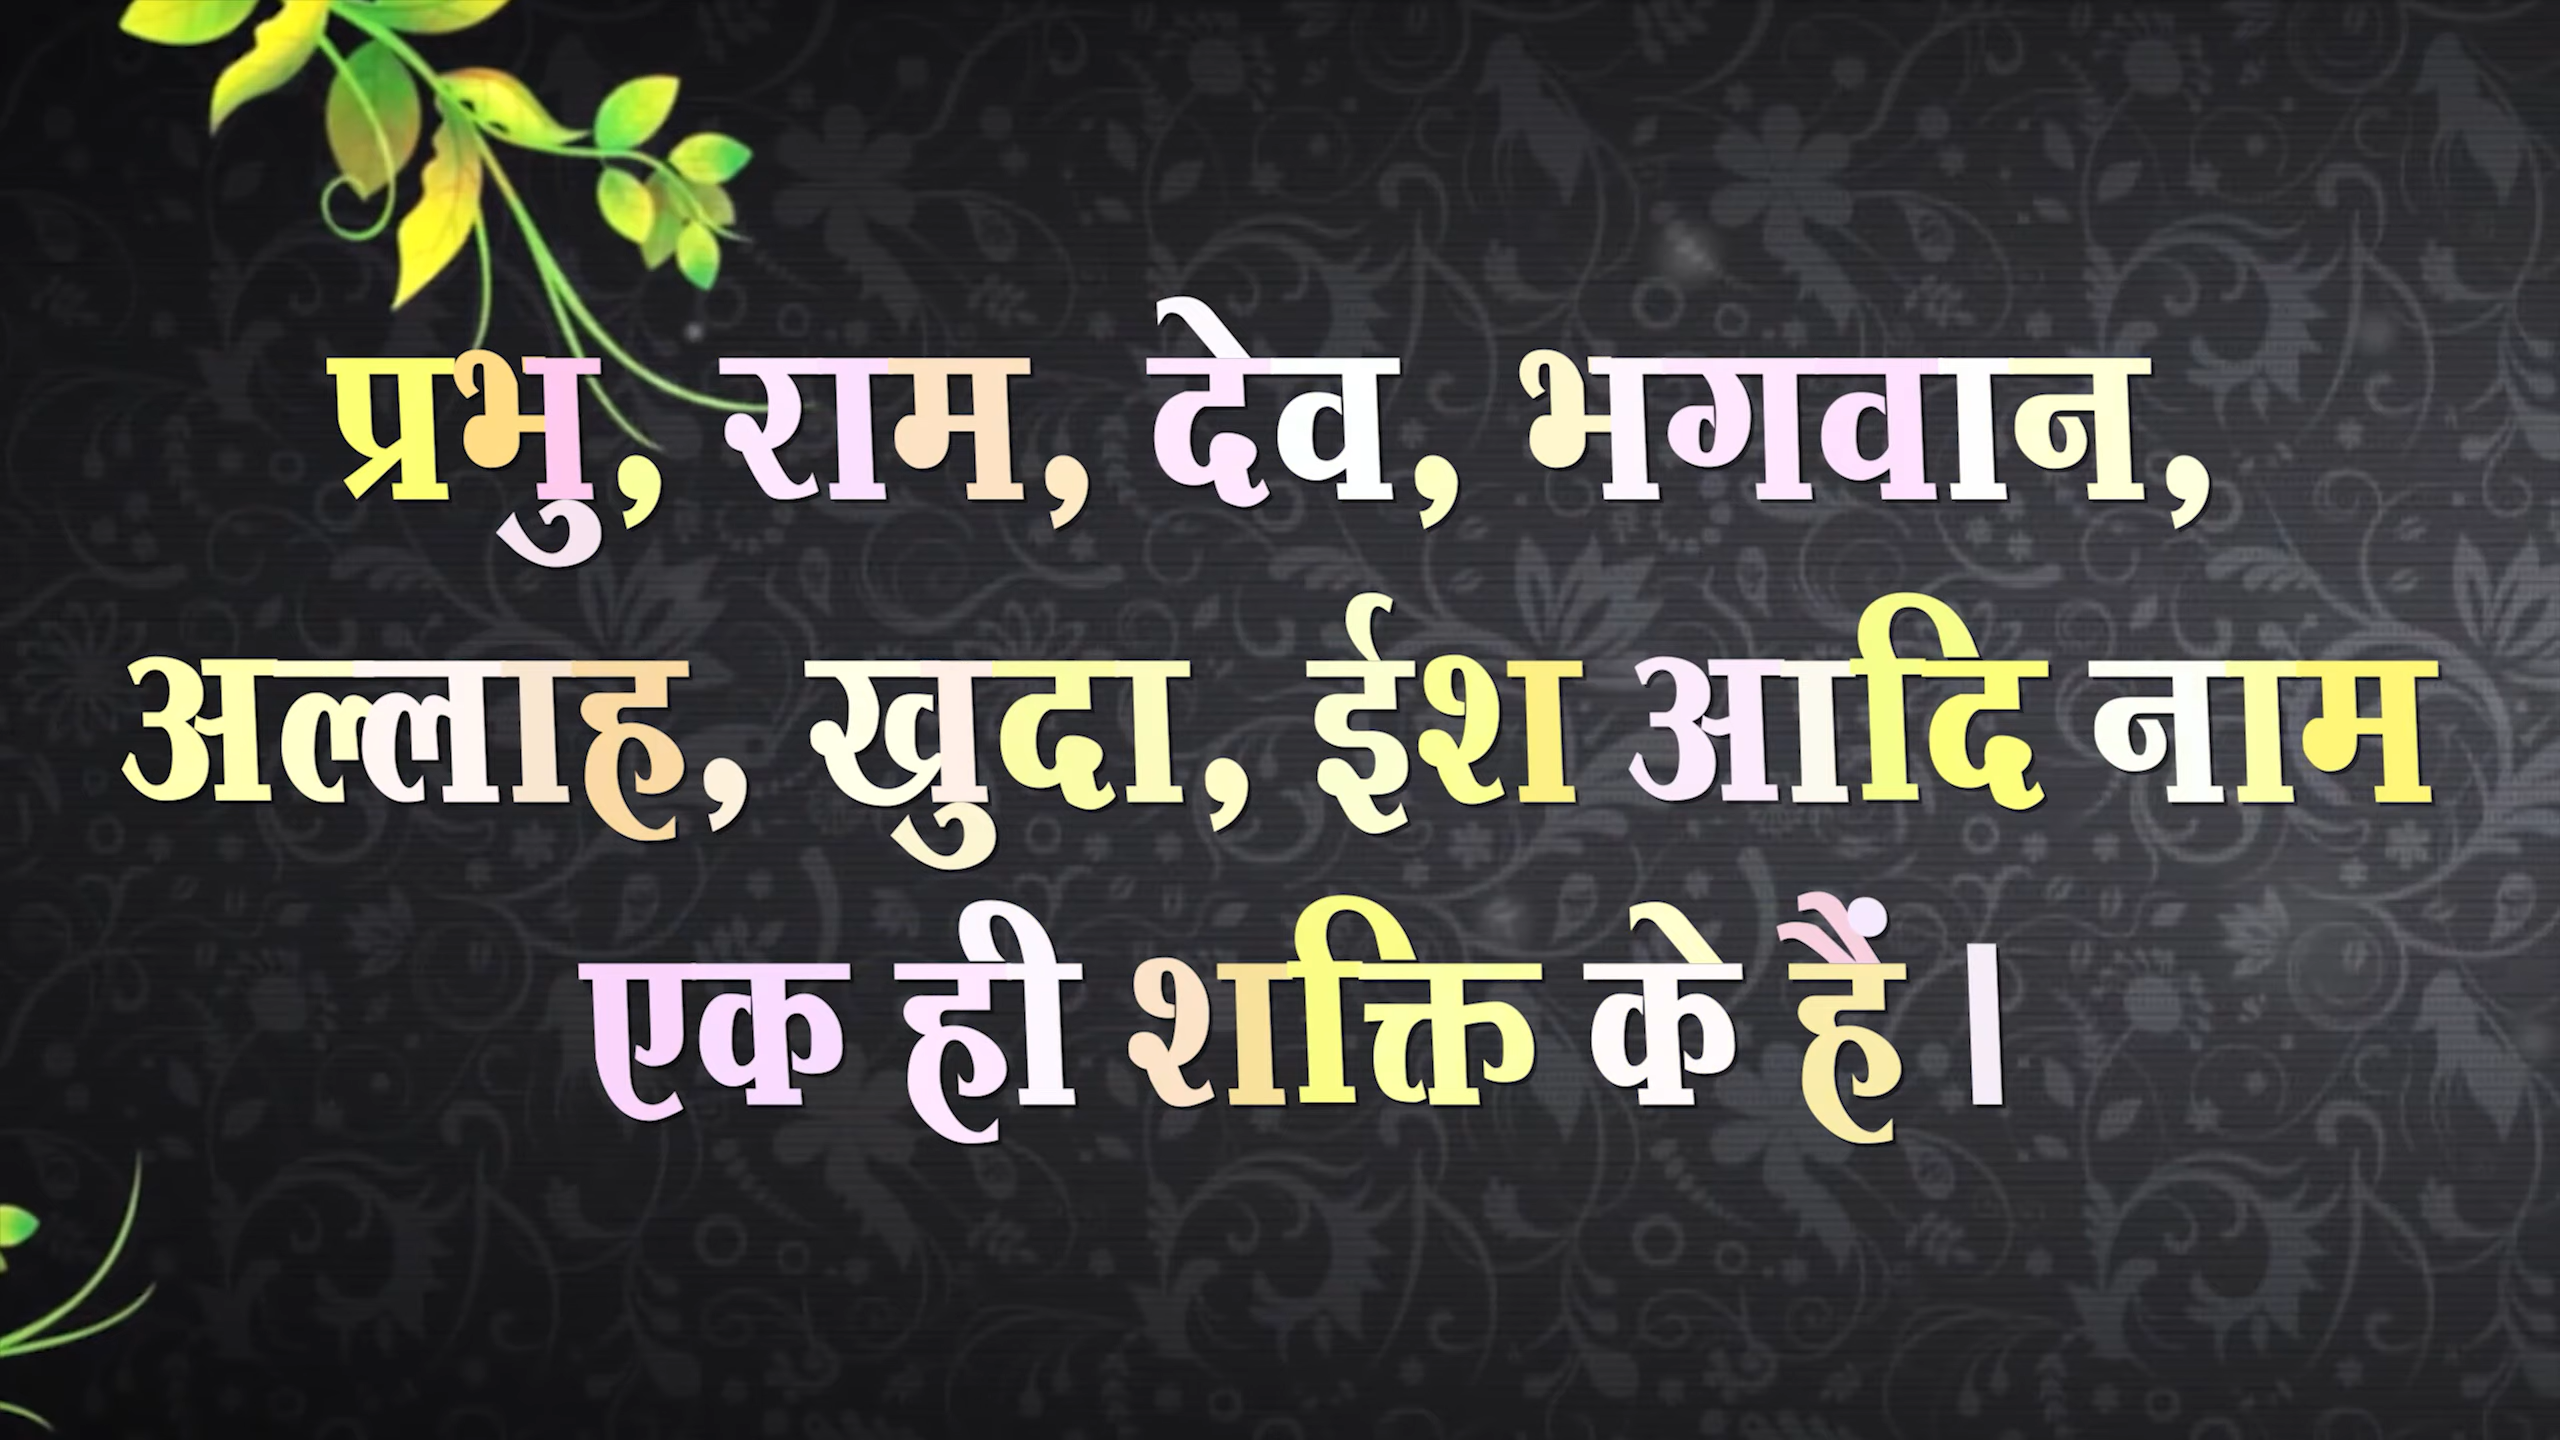 प्रभु, राम, देव, भगवान,
अल्लाह, खुदा, ईश आदि नाम
एक ही शक्ति के हैं।